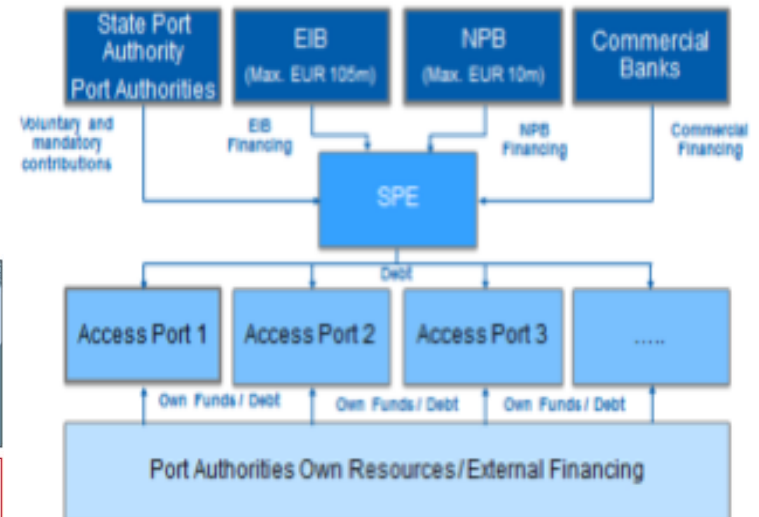 State Port
Authority
Port Authorities
EIB
(Max. EUR 105m)
NPB
(Max. EUR 10m)
Commercial
Banks
Voluntary and
mandatory
contributions
EIB
Financing
NPB
Financing
Commercial
Financing
SPE
Debt
Access Port 1
Access Port 2
Access Port 3
.....
Own Funds / Debt
Own Funds / Debt
Own Funds / Debt
Port Authorities Own Resources/External Financing